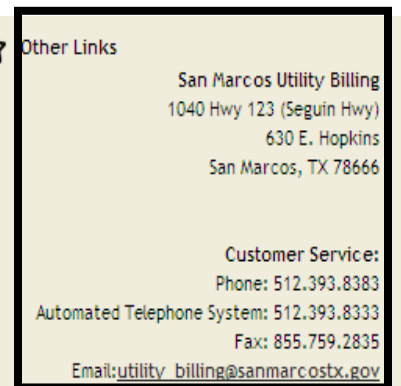 Other Links
San Marcos Utility Billing
1040 Hwy 123 (Seguin Hwy)
630 E. Hopkins
San Marcos, TX 78666
Customer Service:
Phone: 512.393.8383
Automated Telephone System: 512.393.8333
Fax: 855.759.2835
Email:utility_billing@sanmarcostx.gov